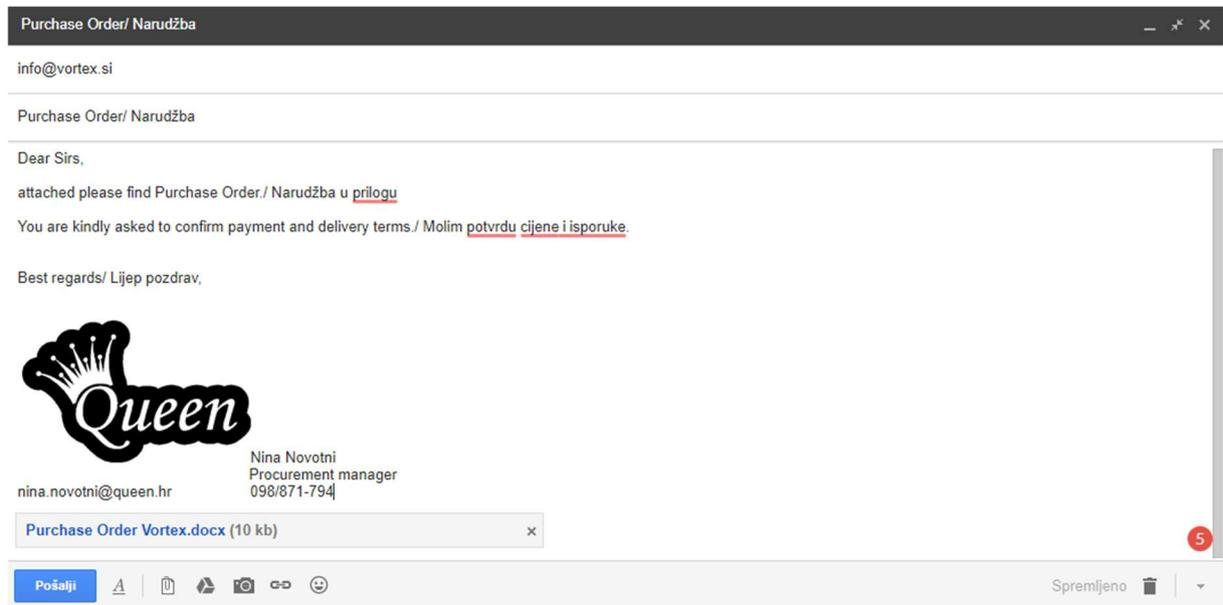 Purchase Order/ Narudžba
info@vortex.si
Purchase Order/ Narudžba
Dear Sirs,
attached please find Purchase Order./ Narudžba u prilogu
You are kindly asked to confirm payment and delivery terms./ Molim potvrdu cijene i isporuke.
Best regards/ Lijep pozdrav,
Queen
Nina Novotni
Procurement manager
nina.novotni@queen.hr 098/871-794
Purchase Order Vortex.docx (10 kb)
5
Pošalji A Spremljeno